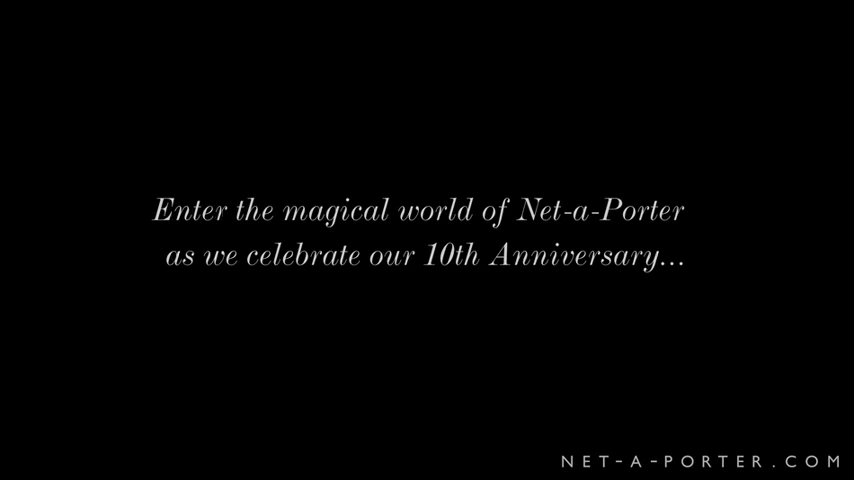 Enter the magical world of Net-a-Porter
as we celebrate our 10th Anniversary...
NET-A-PORTER.COM